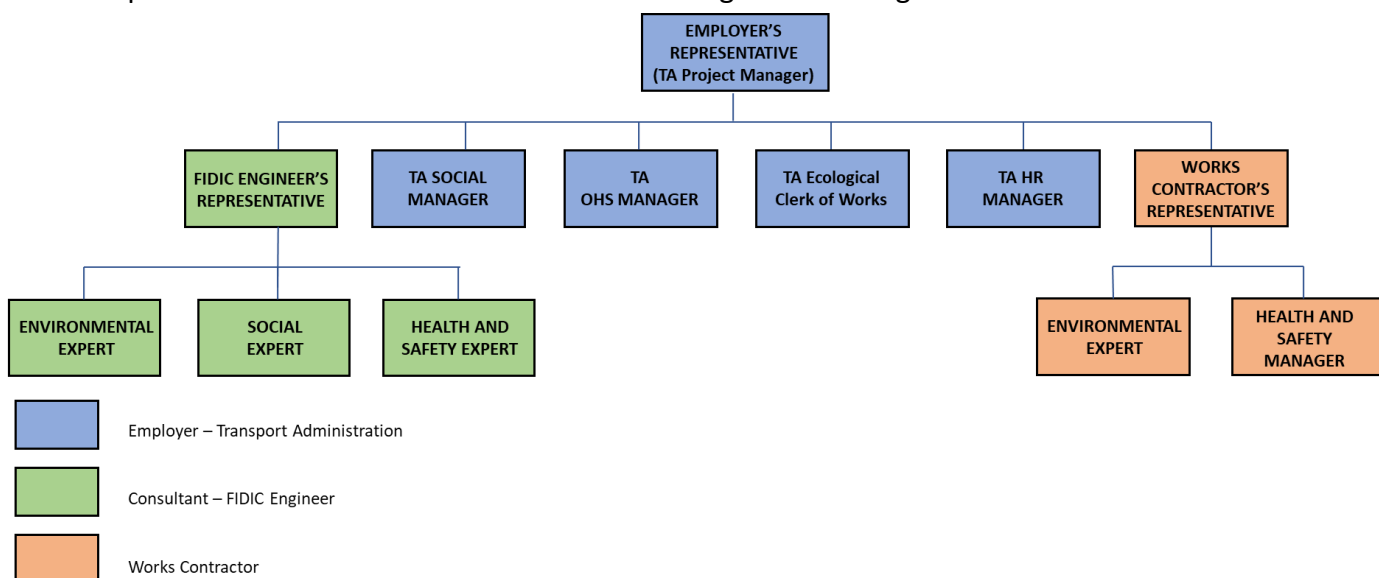 EMPLOYER'S
REPRESENTATIVE
(TA Project Manager)
FIDIC ENGINEER'S
REPRESENTATIVE
TA SOCIAL
MANAGER
TA
OHS MANAGER
TA Ecological
Clerk of Works
TA HR
MANAGER
WORKS
CONTRACTOR'S
REPRESENTATIVE
ENVIRONMENTAL
EXPERT
SOCIAL
EXPERT
HEALTH AND
SAFETY EXPERT
ENVIRONMENTAL
EXPERT
HEALTH AND
SAFETY
MANAGER
Employer – Transport Administration
Consultant – FIDIC Engineer
Works Contractor